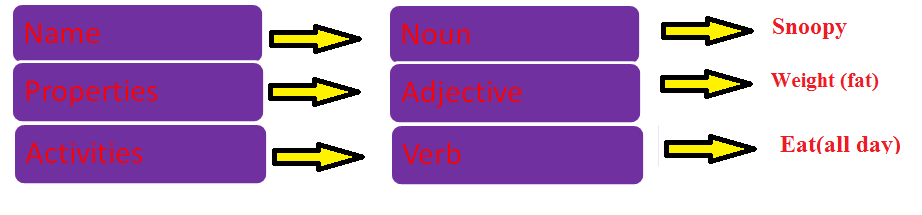 Name Noun Snoopy
Properties Adjective Weight (fat)
Activities Verb Eat(all day)